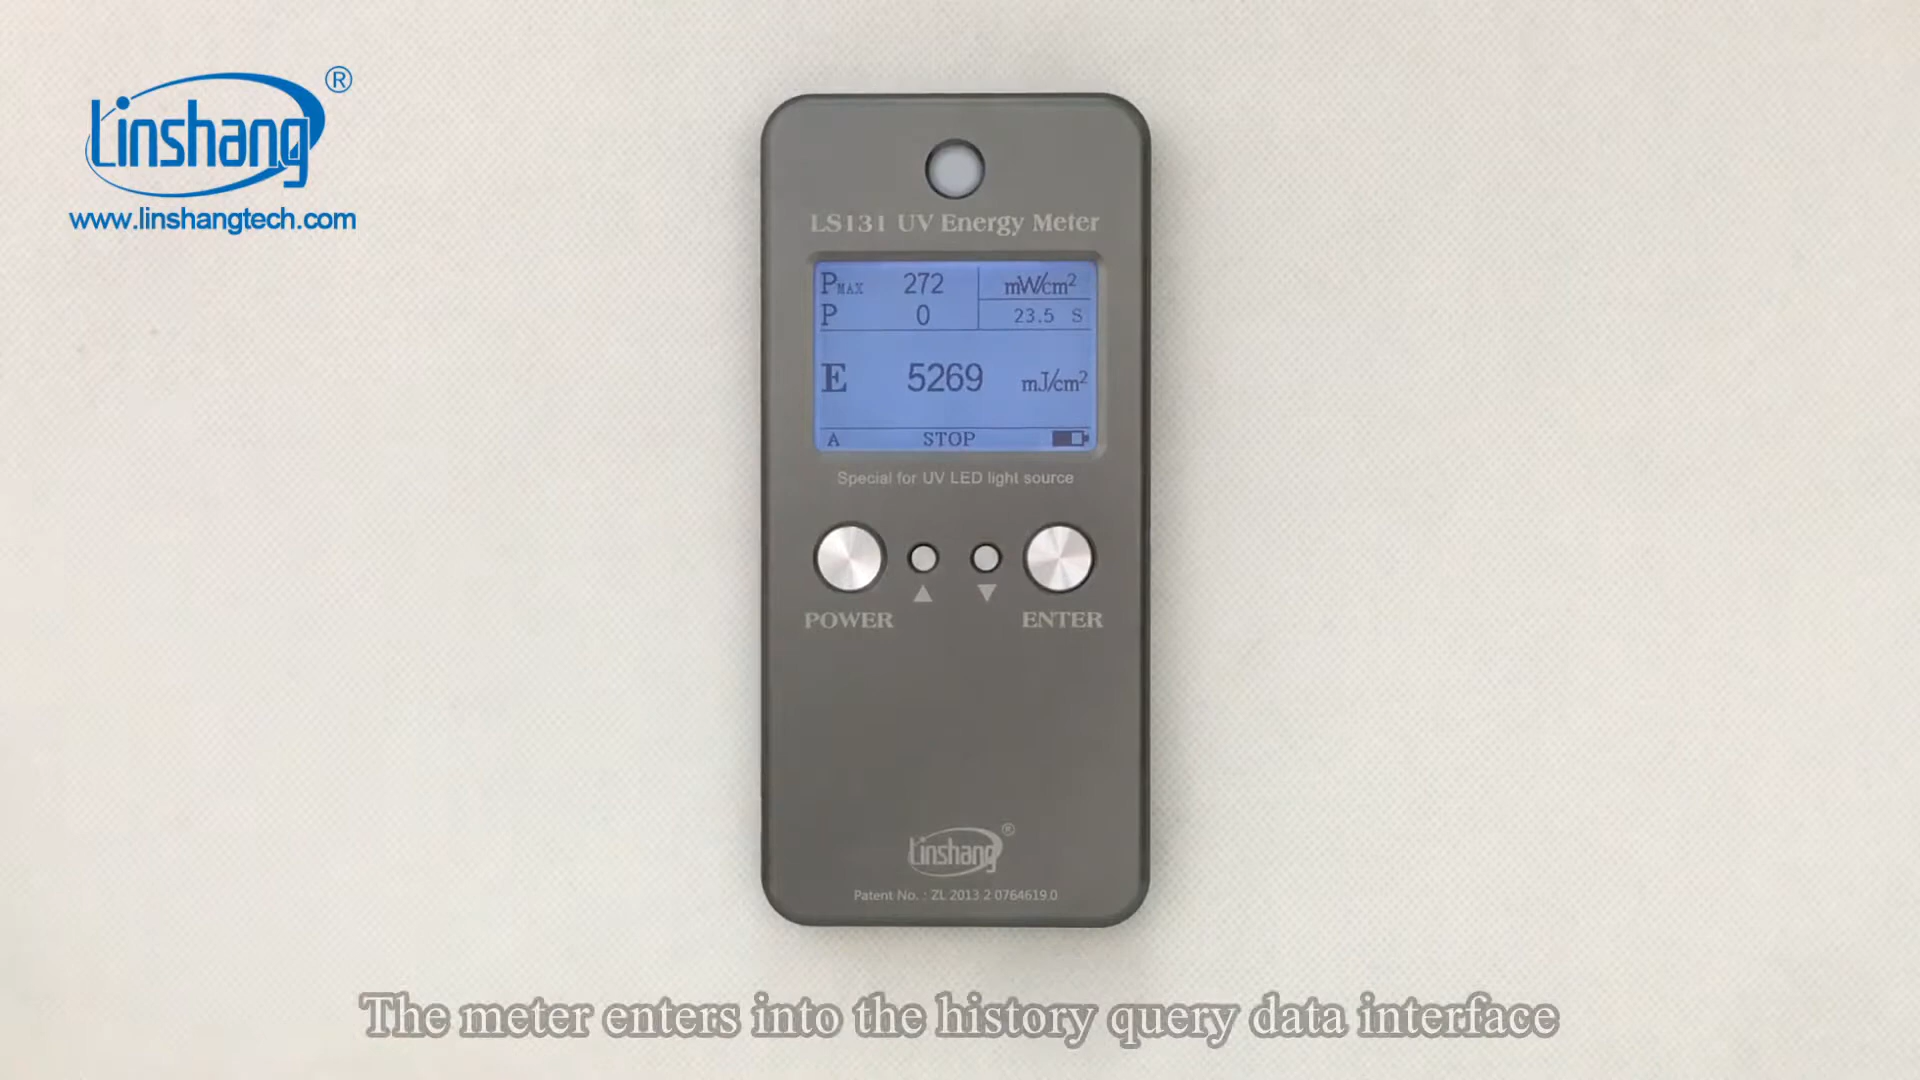 Linshang ®
www.linshangtech.com
LS131 UV Energy Meter
PMAX 272 mW/cm²
P 0 23.5 S
E 5269 mJ/cm²
A STOP
Special for UV LED light source
▲ ▼
POWER ENTER
Linshang ®
Patent No. : ZL 2013 2 0764619.0
The meter enters into the history query data interface